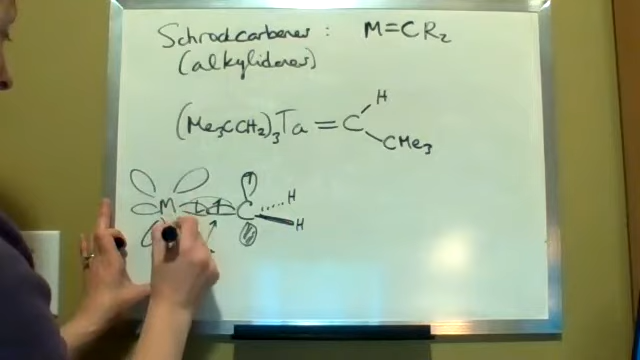 Schrock carbenes : M=CR2
(alkylidenes)
(Me3CCH2)3Ta=C
H
CMe3
M C H
H